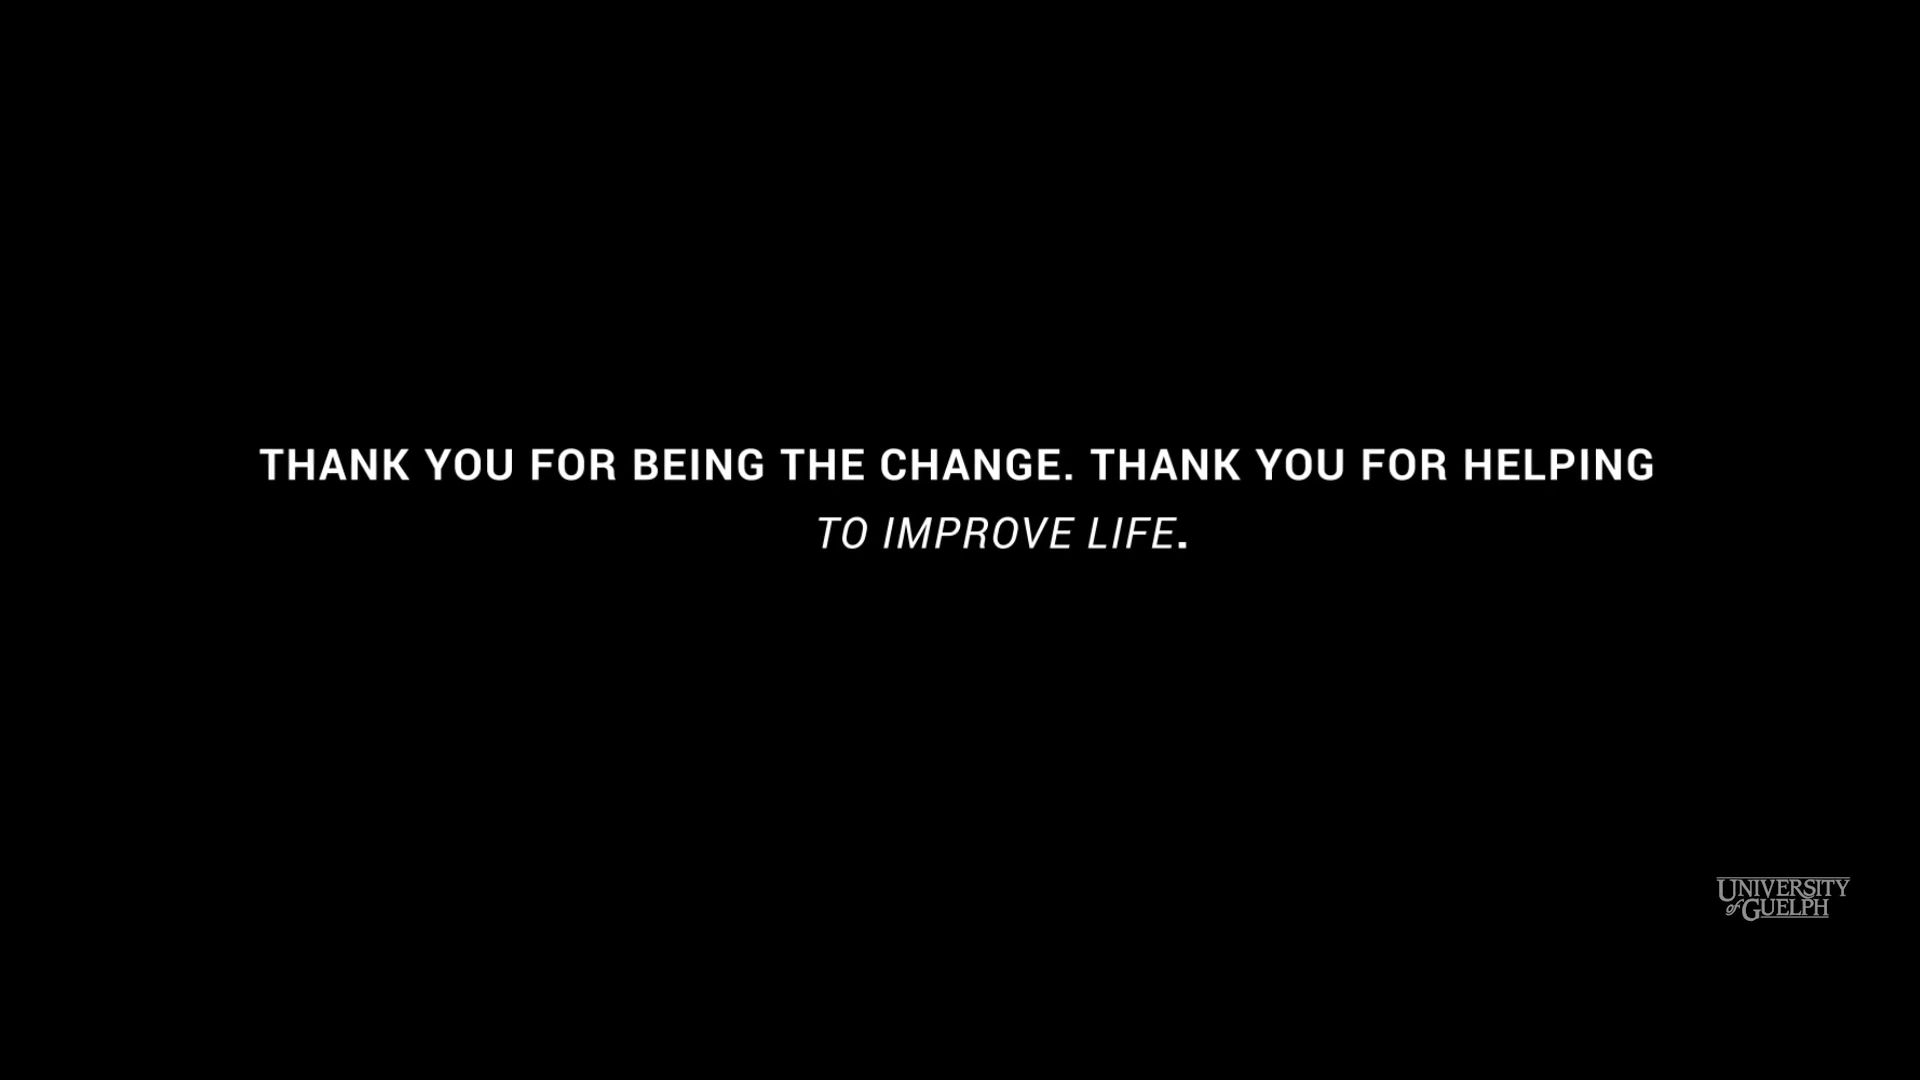 THANK YOU FOR BEING THE CHANGE. THANK YOU FOR HELPING
TO IMPROVE LIFE.
UNIVERSITY
of GUELPH